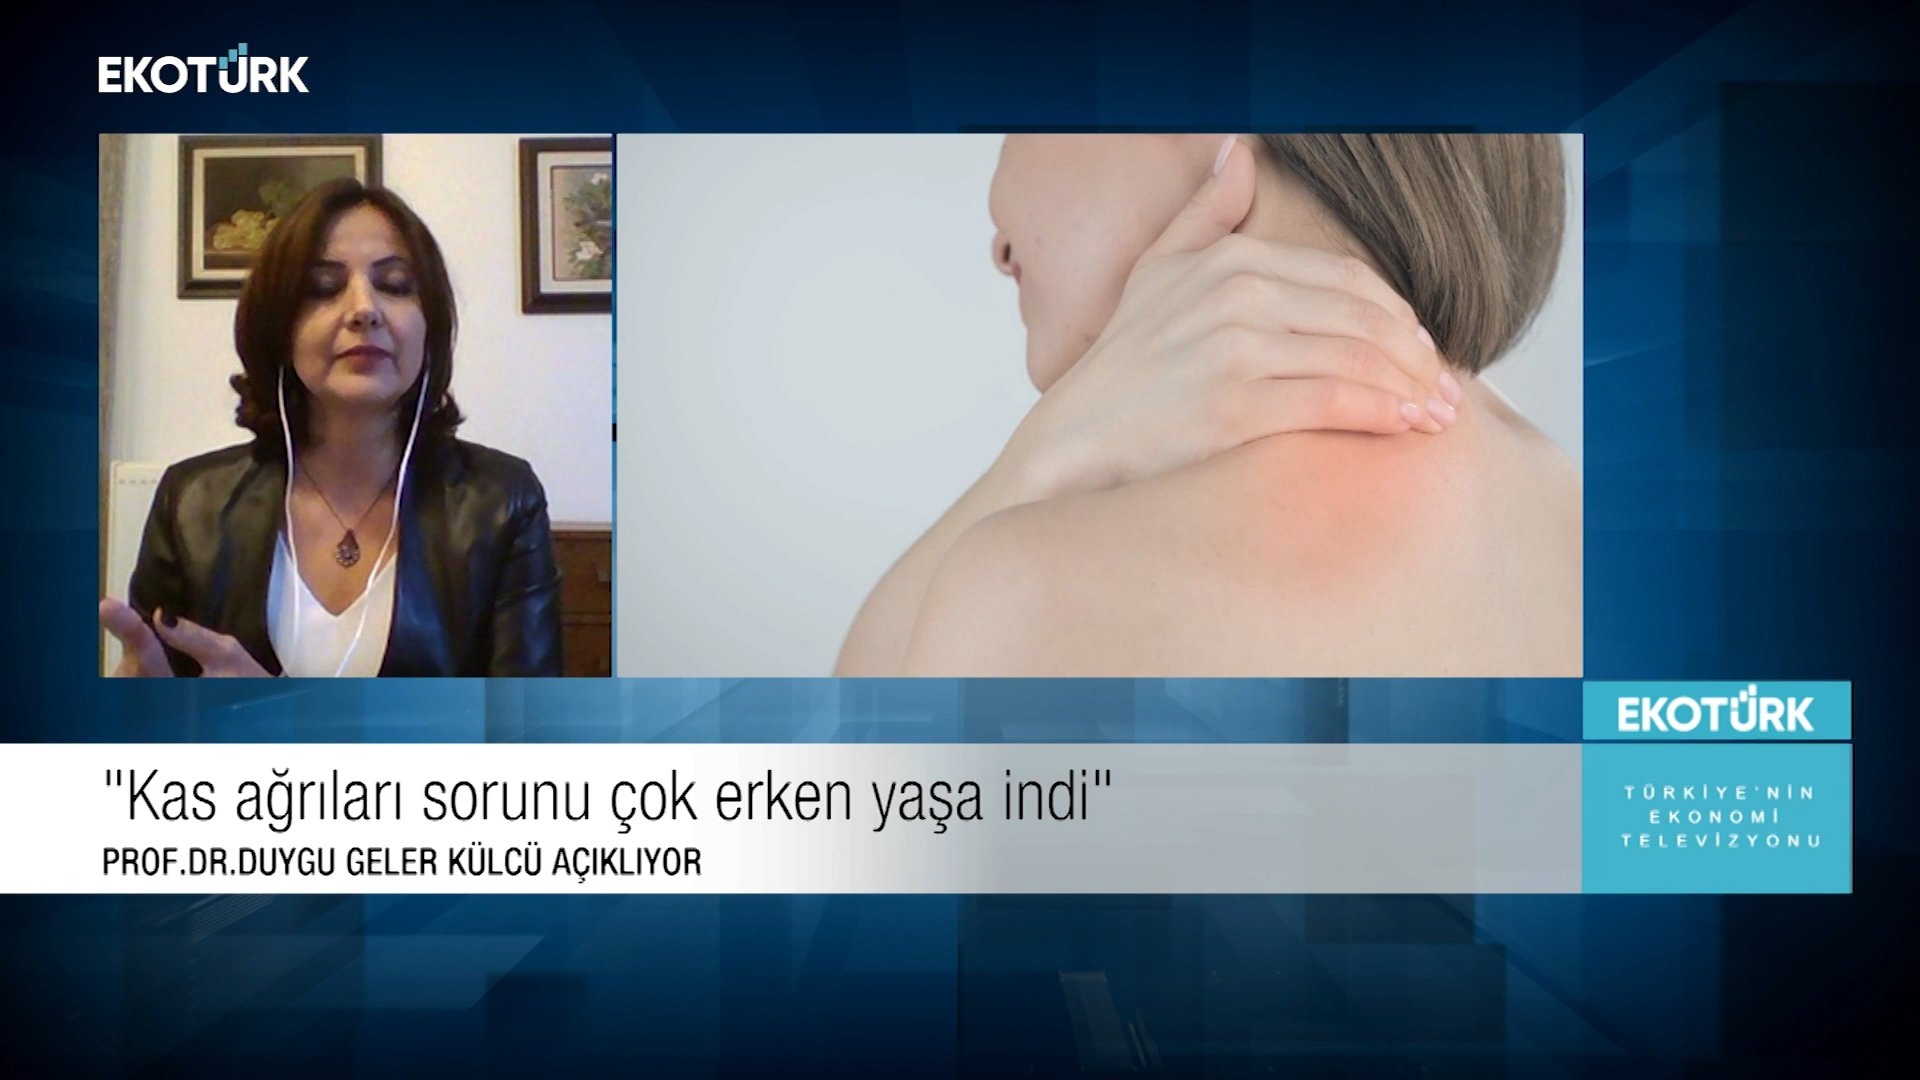 EKOTÜRK
EKOTÜRK
"Kas ağrıları sorunu çok erken yaşa indi"
PROF.DR.DUYGU GELER KÜLCÜ AÇIKLIYOR
TÜRKİYE'NİN
EKONOMİ
TELEVİZYONU